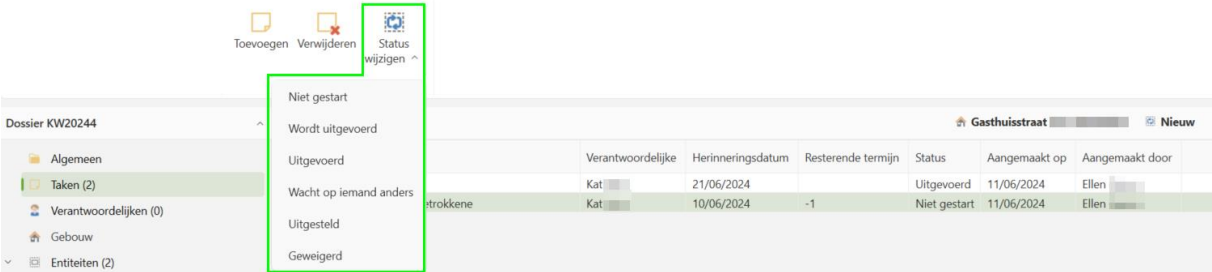 Toevoegen Verwijderen Status
wijzigen
Niet gestart
Wordt uitgevoerd
Uitgevoerd
Wacht op iemand anders
Uitgesteld
Geweigerd
Dossier KW20244
Gasthuisstraat Nieuw
Algemeen
Taken (2)
Verantwoordelijken (0)
Gebouw
Entiteiten (2)
Verantwoordelijke Herinneringsdatum Resterende termijn Status Aangemaakt op Aangemaakt door
Kat 21/06/2024 Uitgevoerd 11/06/2024 Ellen
etrokkene Kat 10/06/2024 -1 Niet gestart 11/06/2024 Ellen